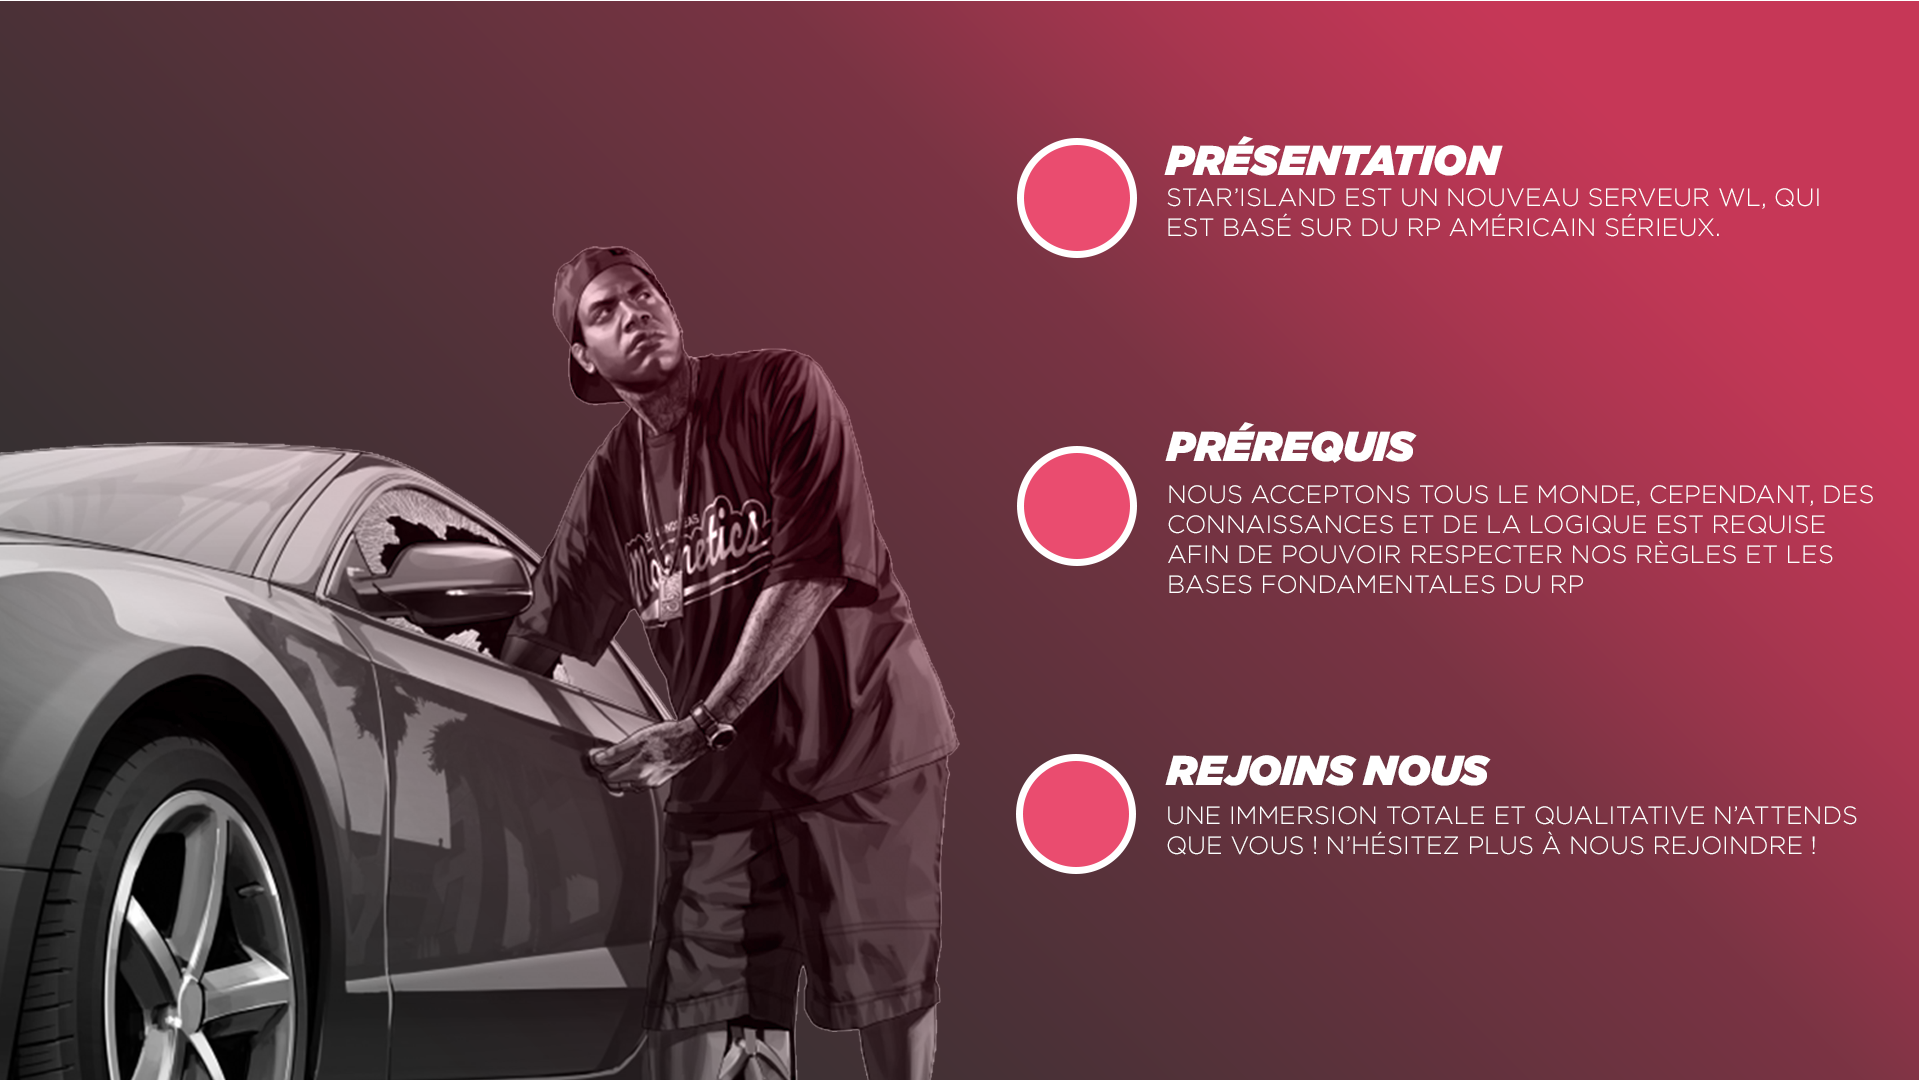 PRÉSENTATION
STAR'ISLAND EST UN NOUVEAU SERVEUR WL, QUI
EST BASÉ SUR DU RP AMÉRICAIN SÉRIEUX.
PRÉREQUIS
NOUS ACCEPTONS TOUS LE MONDE, CEPENDANT, DES
CONNAISSANCES ET DE LA LOGIQUE EST REQUISE
AFIN DE POUVOIR RESPECTER NOS RÈGLES ET LES
BASES FONDAMENTALES DU RP
REJOINS NOUS
UNE IMMERSION TOTALE ET QUALITATIVE N'ATTENDS
QUE VOUS ! N'HÉSITEZ PLUS À NOUS REJOINDRE !